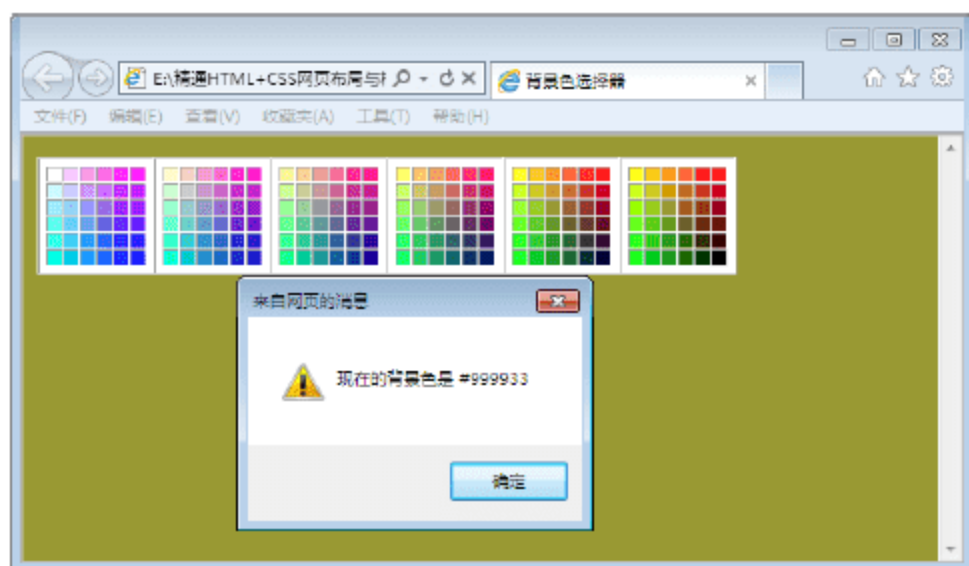 E:\精通HTML+CSS网页布局与
背景色选择器
文件(F) 编辑(E) 查看(V) 收藏夹(A) 工具(T) 帮助(H)
来自网页的消息
现在的背景色是 #999933
确定